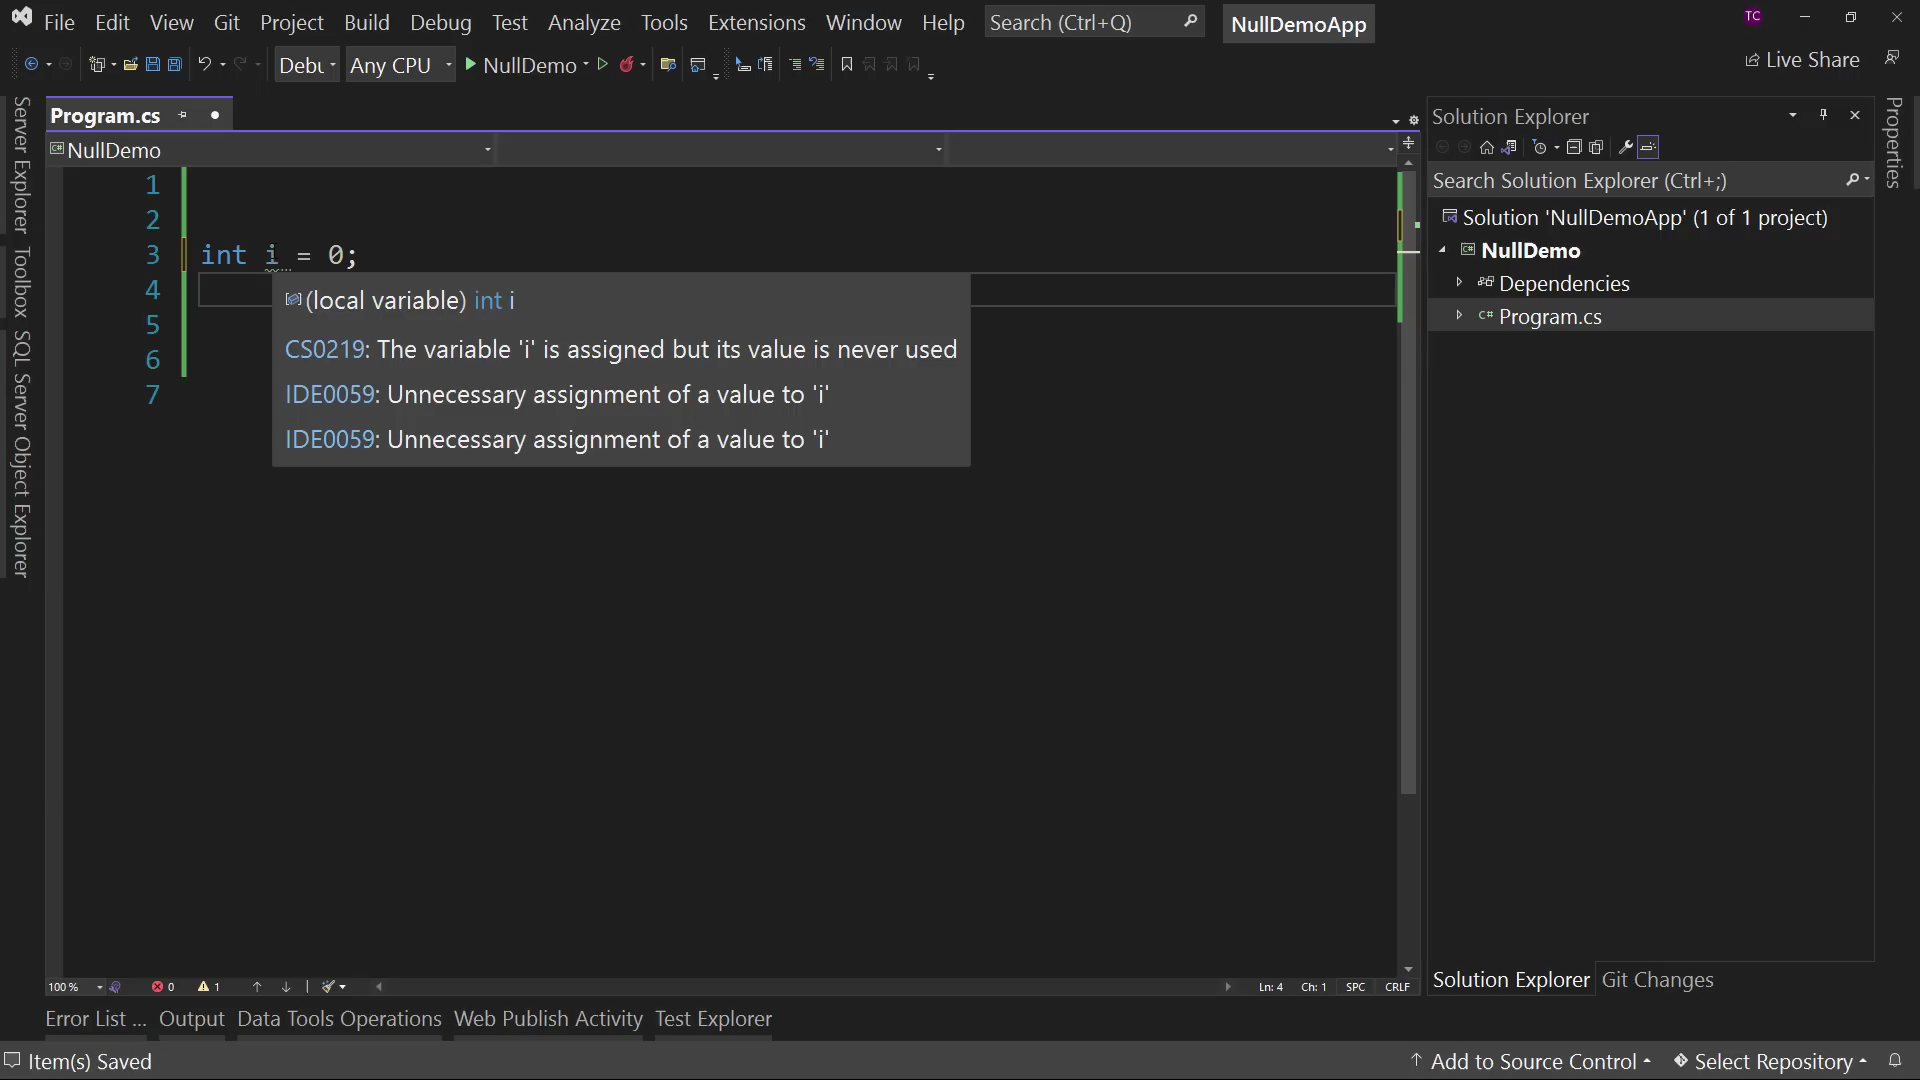 File Edit View Git Project Build Debug Test Analyze Tools Extensions Window Help Search (Ctrl+Q) NullDemoApp TC
Debu Any CPU NullDemo Live Share
Program.cs
NullDemo
1
2
3 int i = 0;
4
5
6
7
(local variable) int i
CS0219: The variable 'i' is assigned but its value is never used
IDE0059: Unnecessary assignment of a value to 'i'
IDE0059: Unnecessary assignment of a value to 'i'
Server Explorer
Toolbox
SQL Server Object Explorer
Solution Explorer
Search Solution Explorer (Ctrl+;)
Solution 'NullDemoApp' (1 of 1 project)
C# NullDemo
Dependencies
C# Program.cs
Properties
100 % 0 1 Ln: 4 Ch: 1 SPC CRLF
Solution Explorer Git Changes
Error List ... Output Data Tools Operations Web Publish Activity Test Explorer
Item(s) Saved Add to Source Control Select Repository